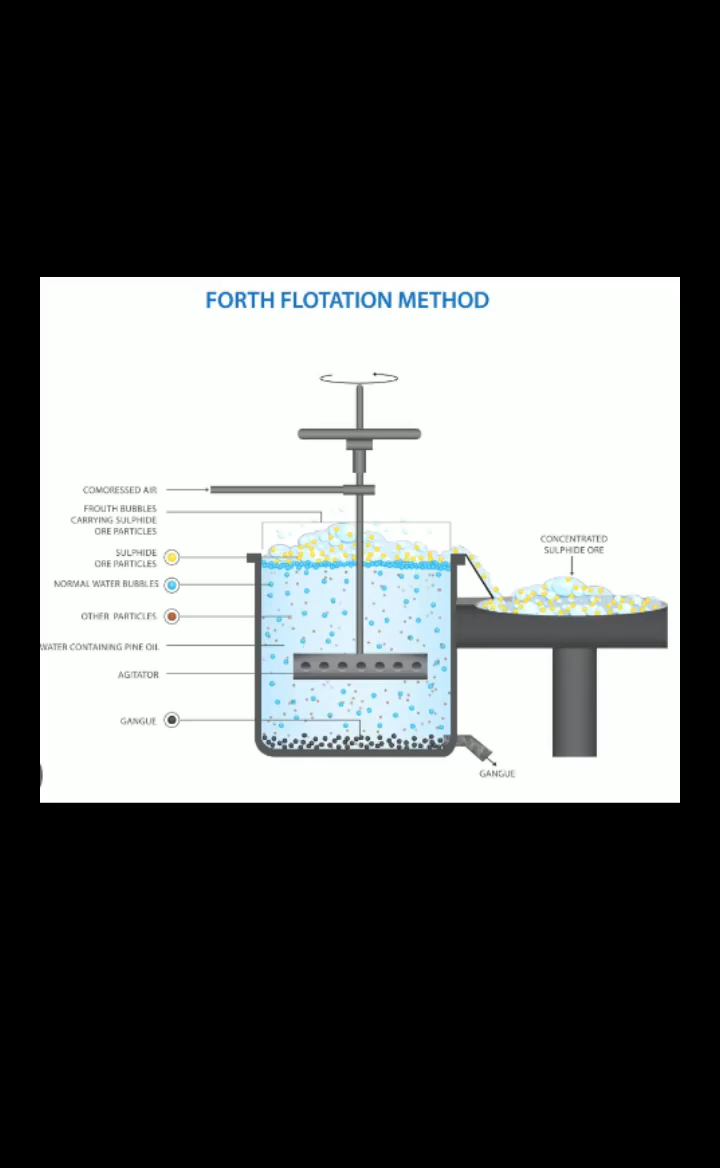 FORTH FLOTATION METHOD
COMORESSED AIR
FROUTH BUBBLES
CARRYING SULPHIDE
ORE PARTICLES
SULPHIDE
ORE PARTICLES
NORMAL WATER BUBBLES
OTHER PARTICLES
WATER CONTAINING PINE OIL
AGITATOR
GANGUE
CONCENTRATED
SULPHIDE ORE
GANGUE